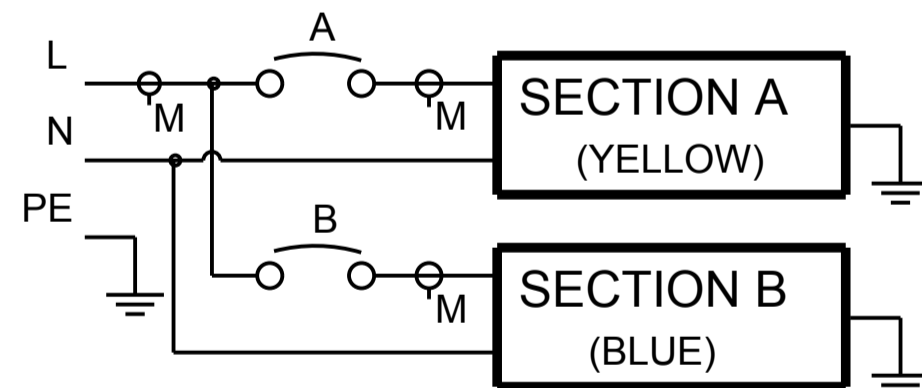 L
A
M
M
SECTION A
(YELLOW)
N
PE
B
M
SECTION B
(BLUE)